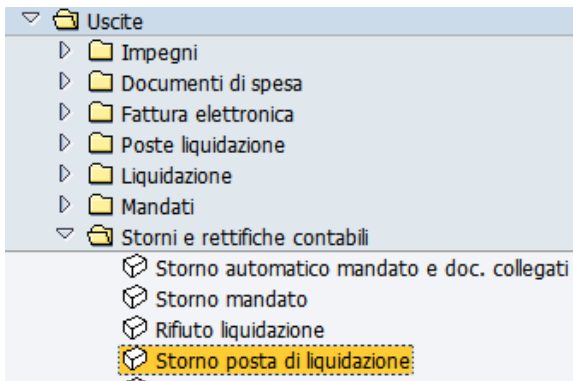 Uscite
Impegni
Documenti di spesa
Fattura elettronica
Poste liquidazione
Liquidazione
Mandati
Storni e rettifiche contabili
Storno automatico mandato e doc. collegati
Storno mandato
Rifiuto liquidazione
Storno posta di liquidazione